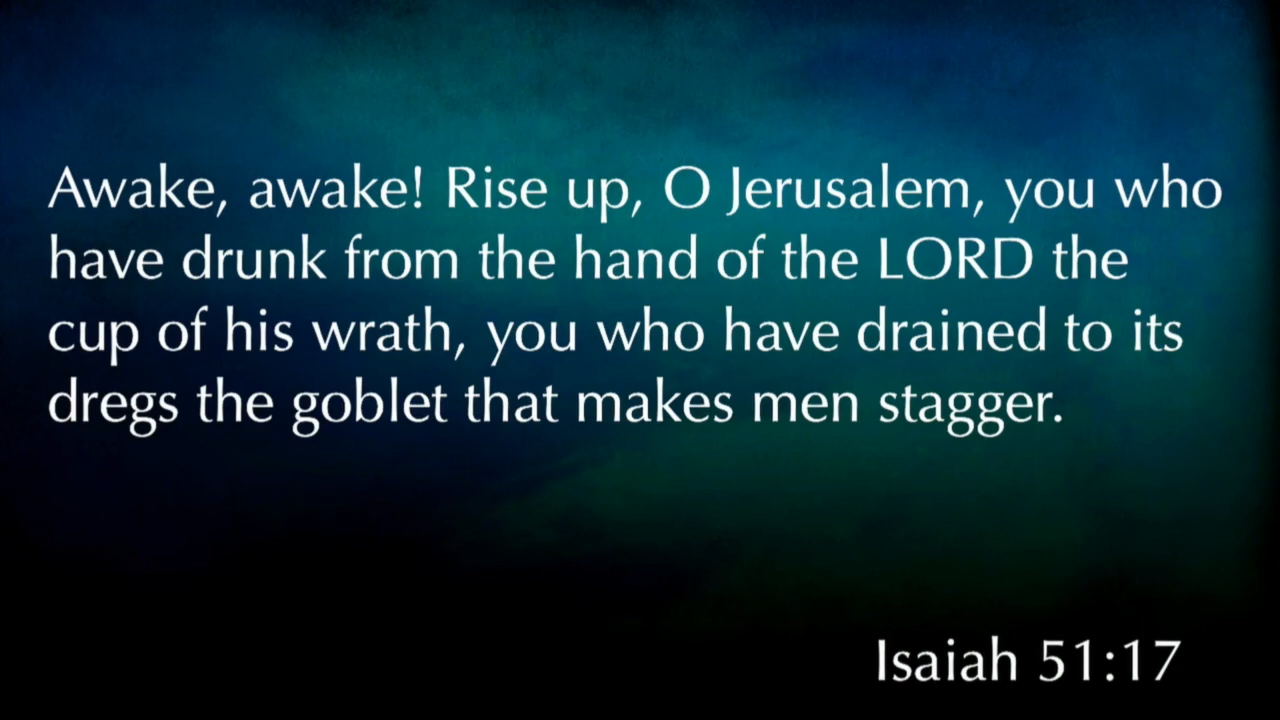 Awake, awake! Rise up, O Jerusalem, you who
have drunk from the hand of the LORD the
cup of his wrath, you who have drained to its
dregs the goblet that makes men stagger.
Isaiah 51:17